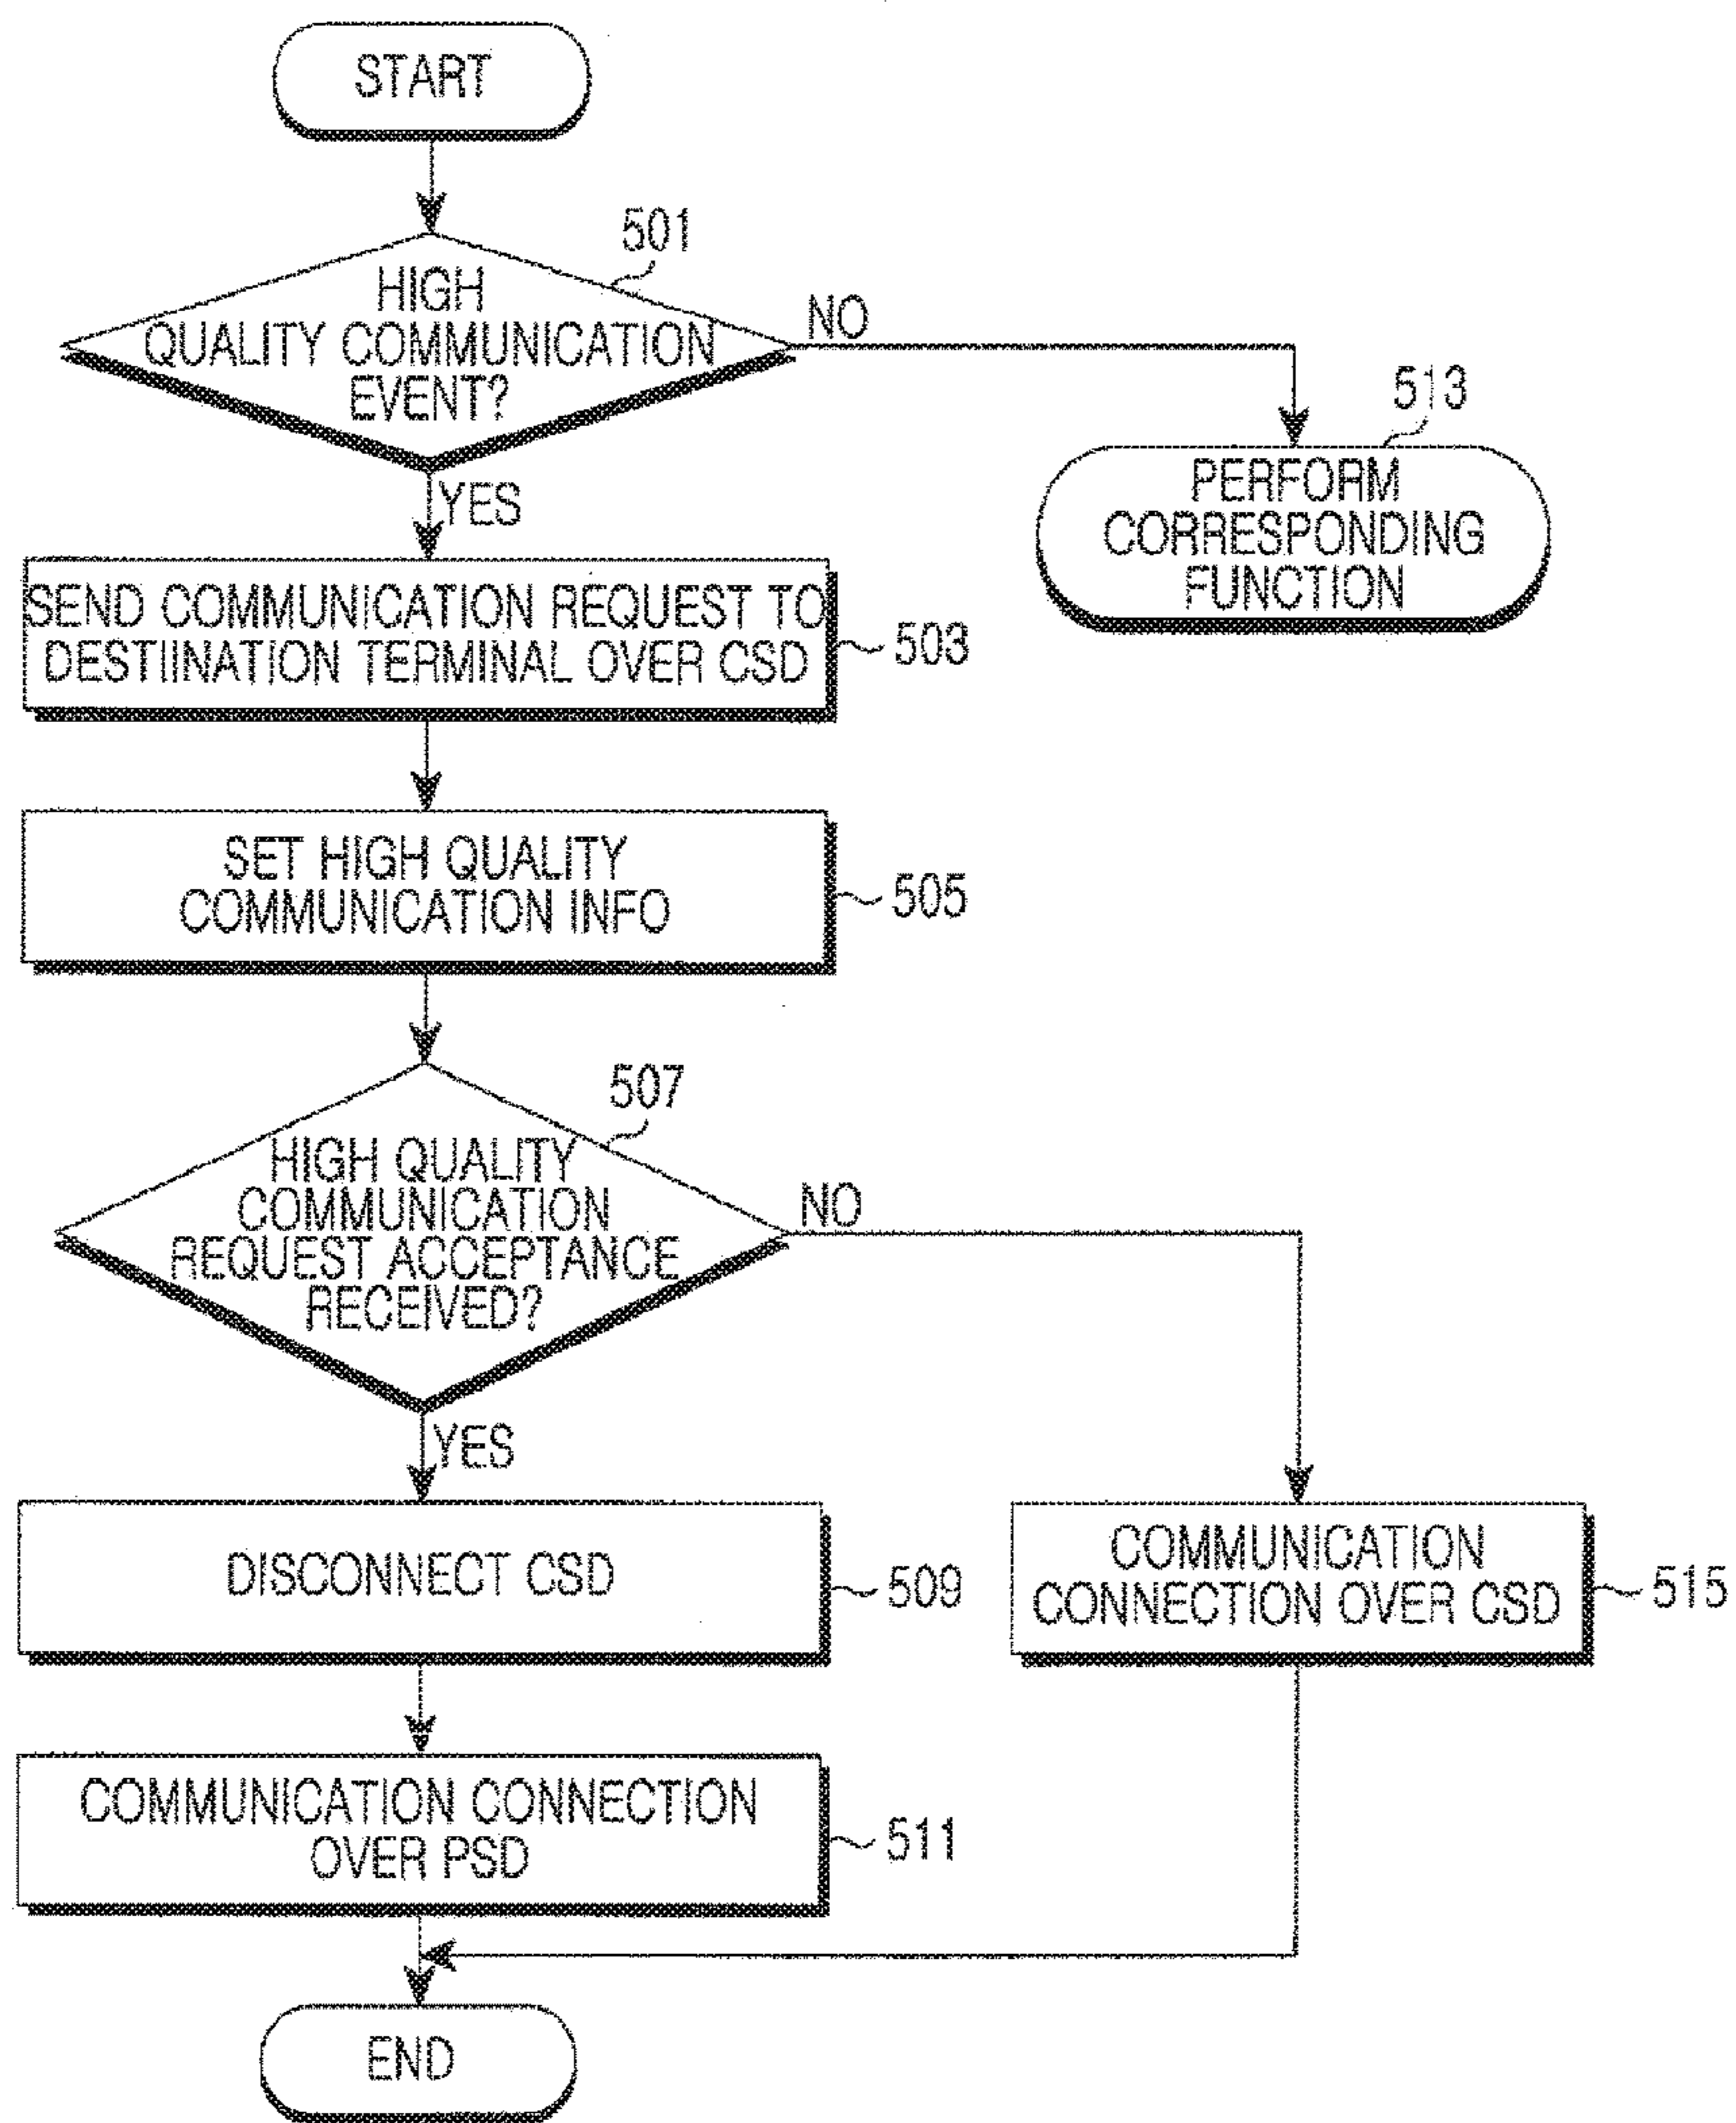 START
501
HIGH
QUALITY COMMUNICATION
EVENT?
NO
513
PERFORM
CORRESPONDING
FUNCTION
YES
SEND COMMUNICATION REQUEST TO
DESTIINATION TERMINAL OVER CSD
503
SET HIGH QUALITY
COMMUNICATION INFO
505
507
HIGH QUALITY
COMMUNICATION
REQUEST ACCEPTANCE
RECEIVED?
NO
YES
DISCONNECT CSD
509
COMMUNICATION
CONNECTION OVER CSD
515
COMMUNICATION CONNECTION
OVER PSD
511
END